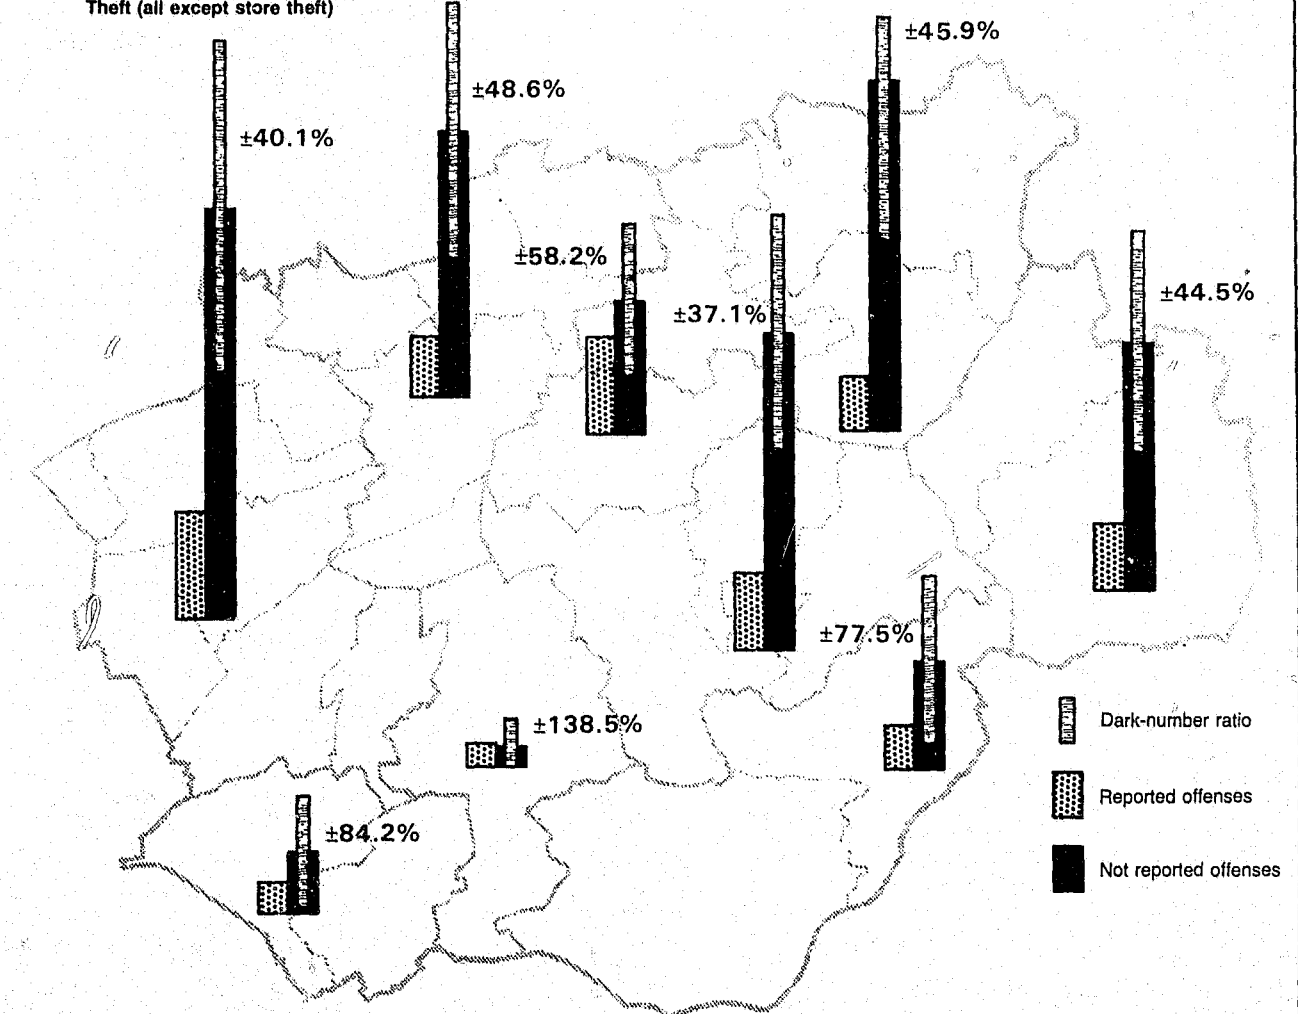 Theft (all except store theft)
±45.9%
±48.6%
±40.1%
±58.2%
±44.5%
±37.1%
±77.5%
±138.5%
Dark-number ratio
Reported offenses
±84.2%
Not reported offenses